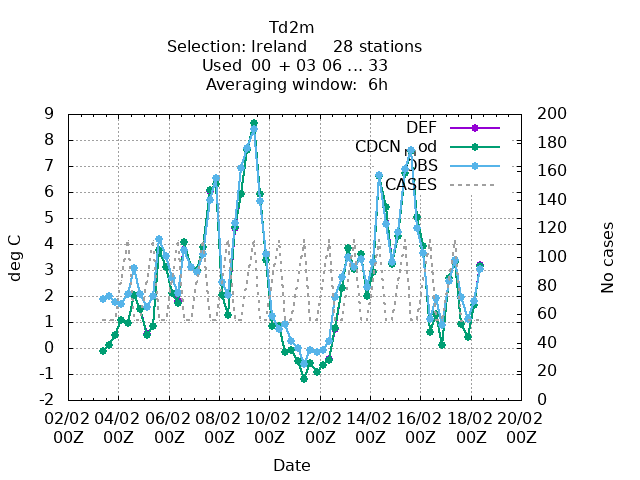 Td2m
Selection: Ireland 28 stations
Used 00 + 03 06 ... 33
Averaging window: 6h
9
8
7
6
5
4
3
2
1
0
-1
-2
deg C
200
180
160
140
120
100
80
60
40
20
0
No cases
DEF
CDCN_od
OBS
CASES
02/02 04/02 06/02 08/02 10/02 12/02 14/02 16/02 18/02 20/02
00Z 00Z 00Z 00Z 00Z 00Z 00Z 00Z 00Z 00Z
Date